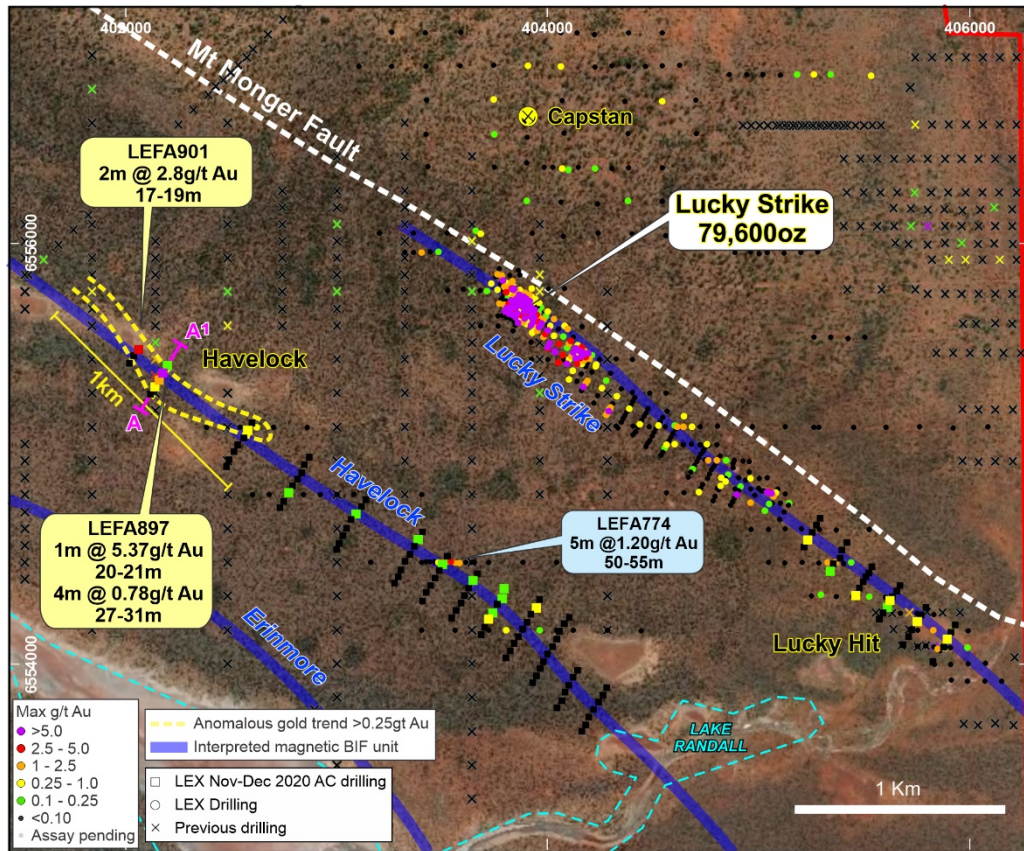 402000
404000
406000
Mt Monger Fault
Capstan
LEFA901
2m @ 2.8g/t Au
17-19m
Lucky Strike
79,600oz
6556000
A¹
Havelock
1km
A
Lucky Strike
Havelock
LEFA897
1m @ 5.37g/t Au
20-21m
4m @ 0.78g/t Au
27-31m
LEFA774
5m @1.20g/t Au
50-55m
Erinmore
Lucky Hit
6554000
LAKE
RANDALL
Max g/t Au
>5.0
2.5 - 5.0
1 - 2.5
0.25 - 1.0
0.1 - 0.25
<0.10
Assay pending
Anomalous gold trend >0.25gt Au
Interpreted magnetic BIF unit
LEX Nov-Dec 2020 AC drilling
LEX Drilling
Previous drilling
1 Km